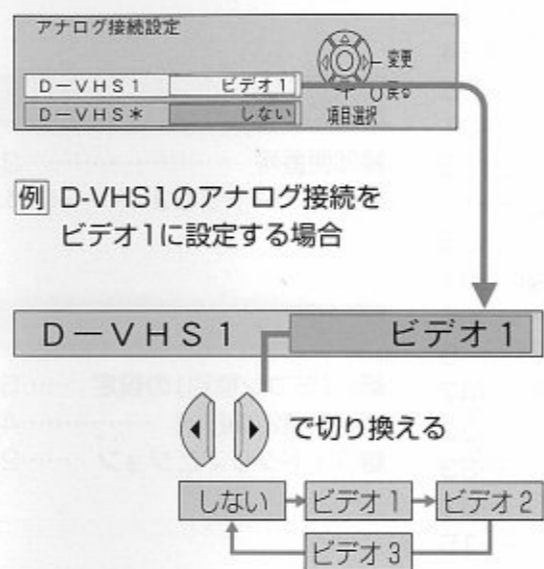 アナログ接続設定
変更
戻る
D－VHS1 ビデオ1
D－VHS＊ しない
項目選択
例 D-VHS1のアナログ接続を
ビデオ1に設定する場合
D－VHS1 ビデオ1
で切り換える
しない ビデオ1 ビデオ2
ビデオ3